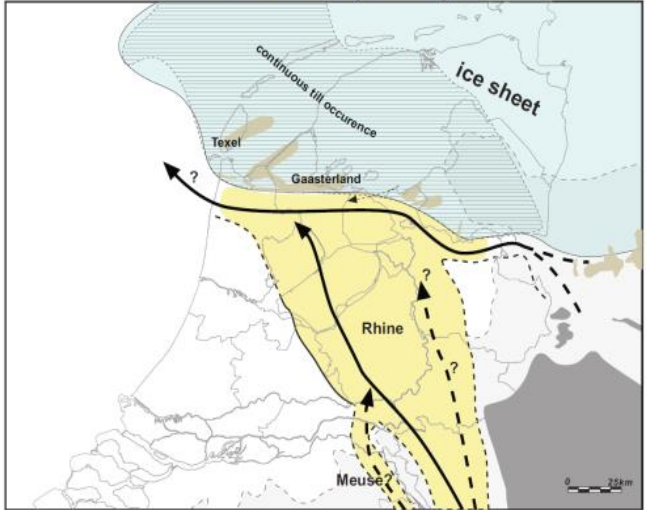 ice sheet
continuous till occurence
Texel
Gaasterland
?
?
Rhine
?
Meuse?
0 25km